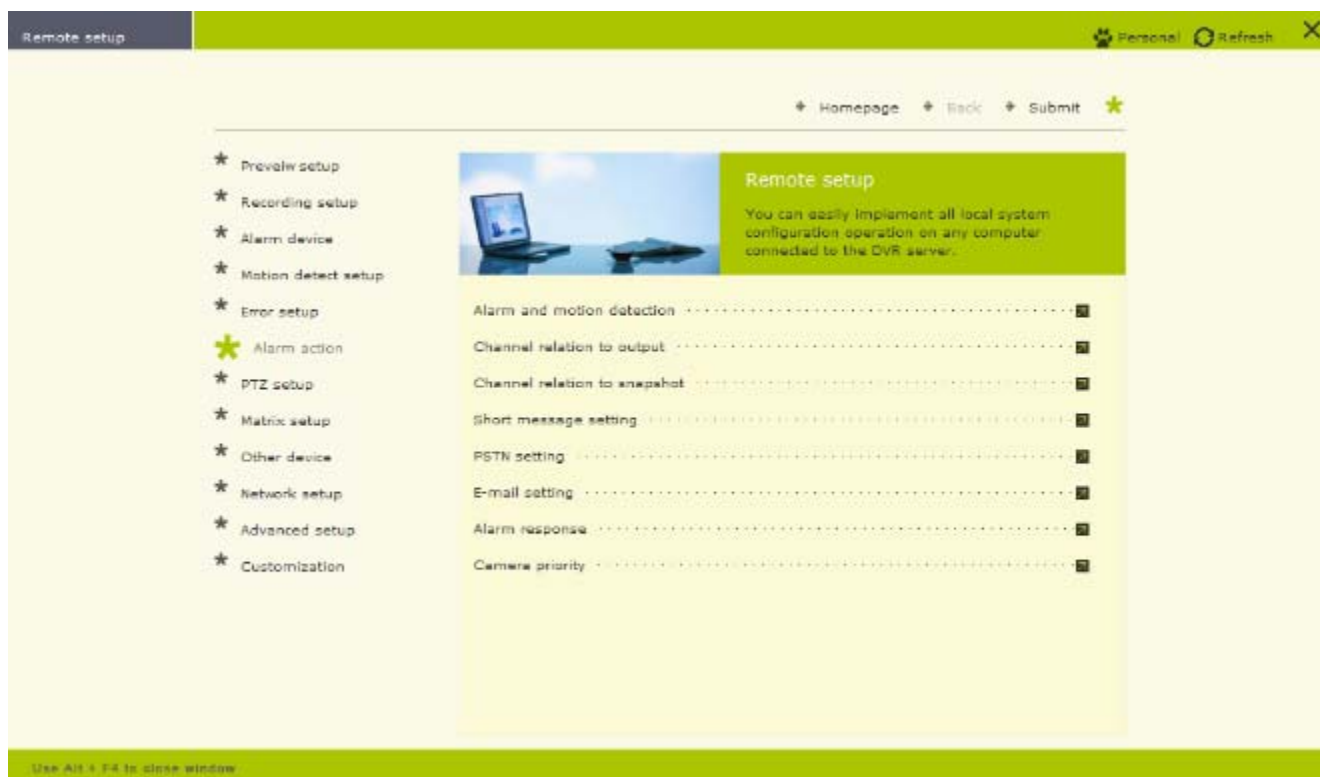 Remote setup
Personal Refresh
Homepage Back Submit
Preveiw setup
Recording setup
Alarm device
Motion detect setup
Error setup
Alarm action
PTZ setup
Matrix setup
Other device
Network setup
Advanced setup
Customization
Remote setup
You can easily implement all local system
configuration operation on any computer
connected to the DVR server.
Alarm and motion detection
Channel relation to output
Channel relation to snapshot
Short message setting
PSTN setting
E-mail setting
Alarm response
Camera priority
Use Alt + F4 to close window